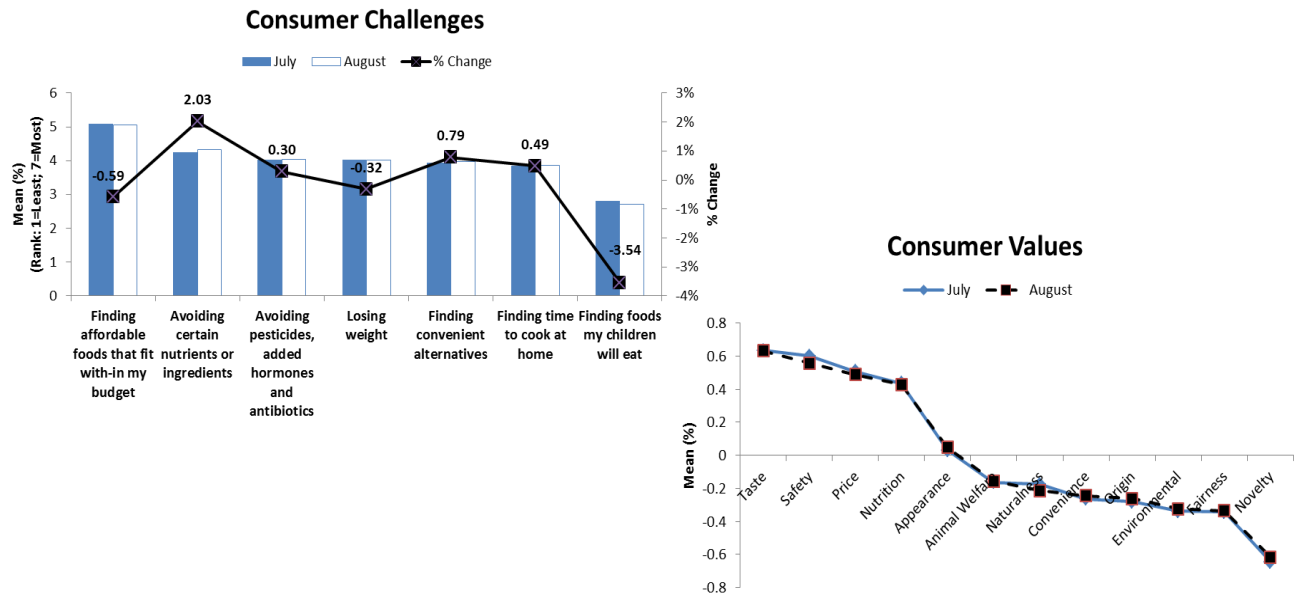 Consumer Challenges
July August % Change
Mean (%)
(Rank: 1=Least; 7=Most)
6
5
4
3
2
1
0
-0.59
2.03
0.30
-0.32
0.79
0.49
-3.54
3%
2%
1%
0%
-1%
-2%
-3%
-4%
% Change
Finding
affordable
foods that fit
with-in my
budget
Avoiding
certain
nutrients or
ingredients
Avoiding
pesticides,
added
hormones
and
antibiotics
Losing
weight
Finding
convenient
alternatives
Finding time
to cook at
home
Finding foods
my children
will eat
Consumer Values
July August
Mean (%)
0.8
0.6
0.4
0.2
0
-0.2
-0.4
-0.6
-0.8
Taste
Safety
Price
Nutrition
Appearance
Animal Welfare
Naturalness
Convenience
Origin
Environmental
Fairness
Novelty